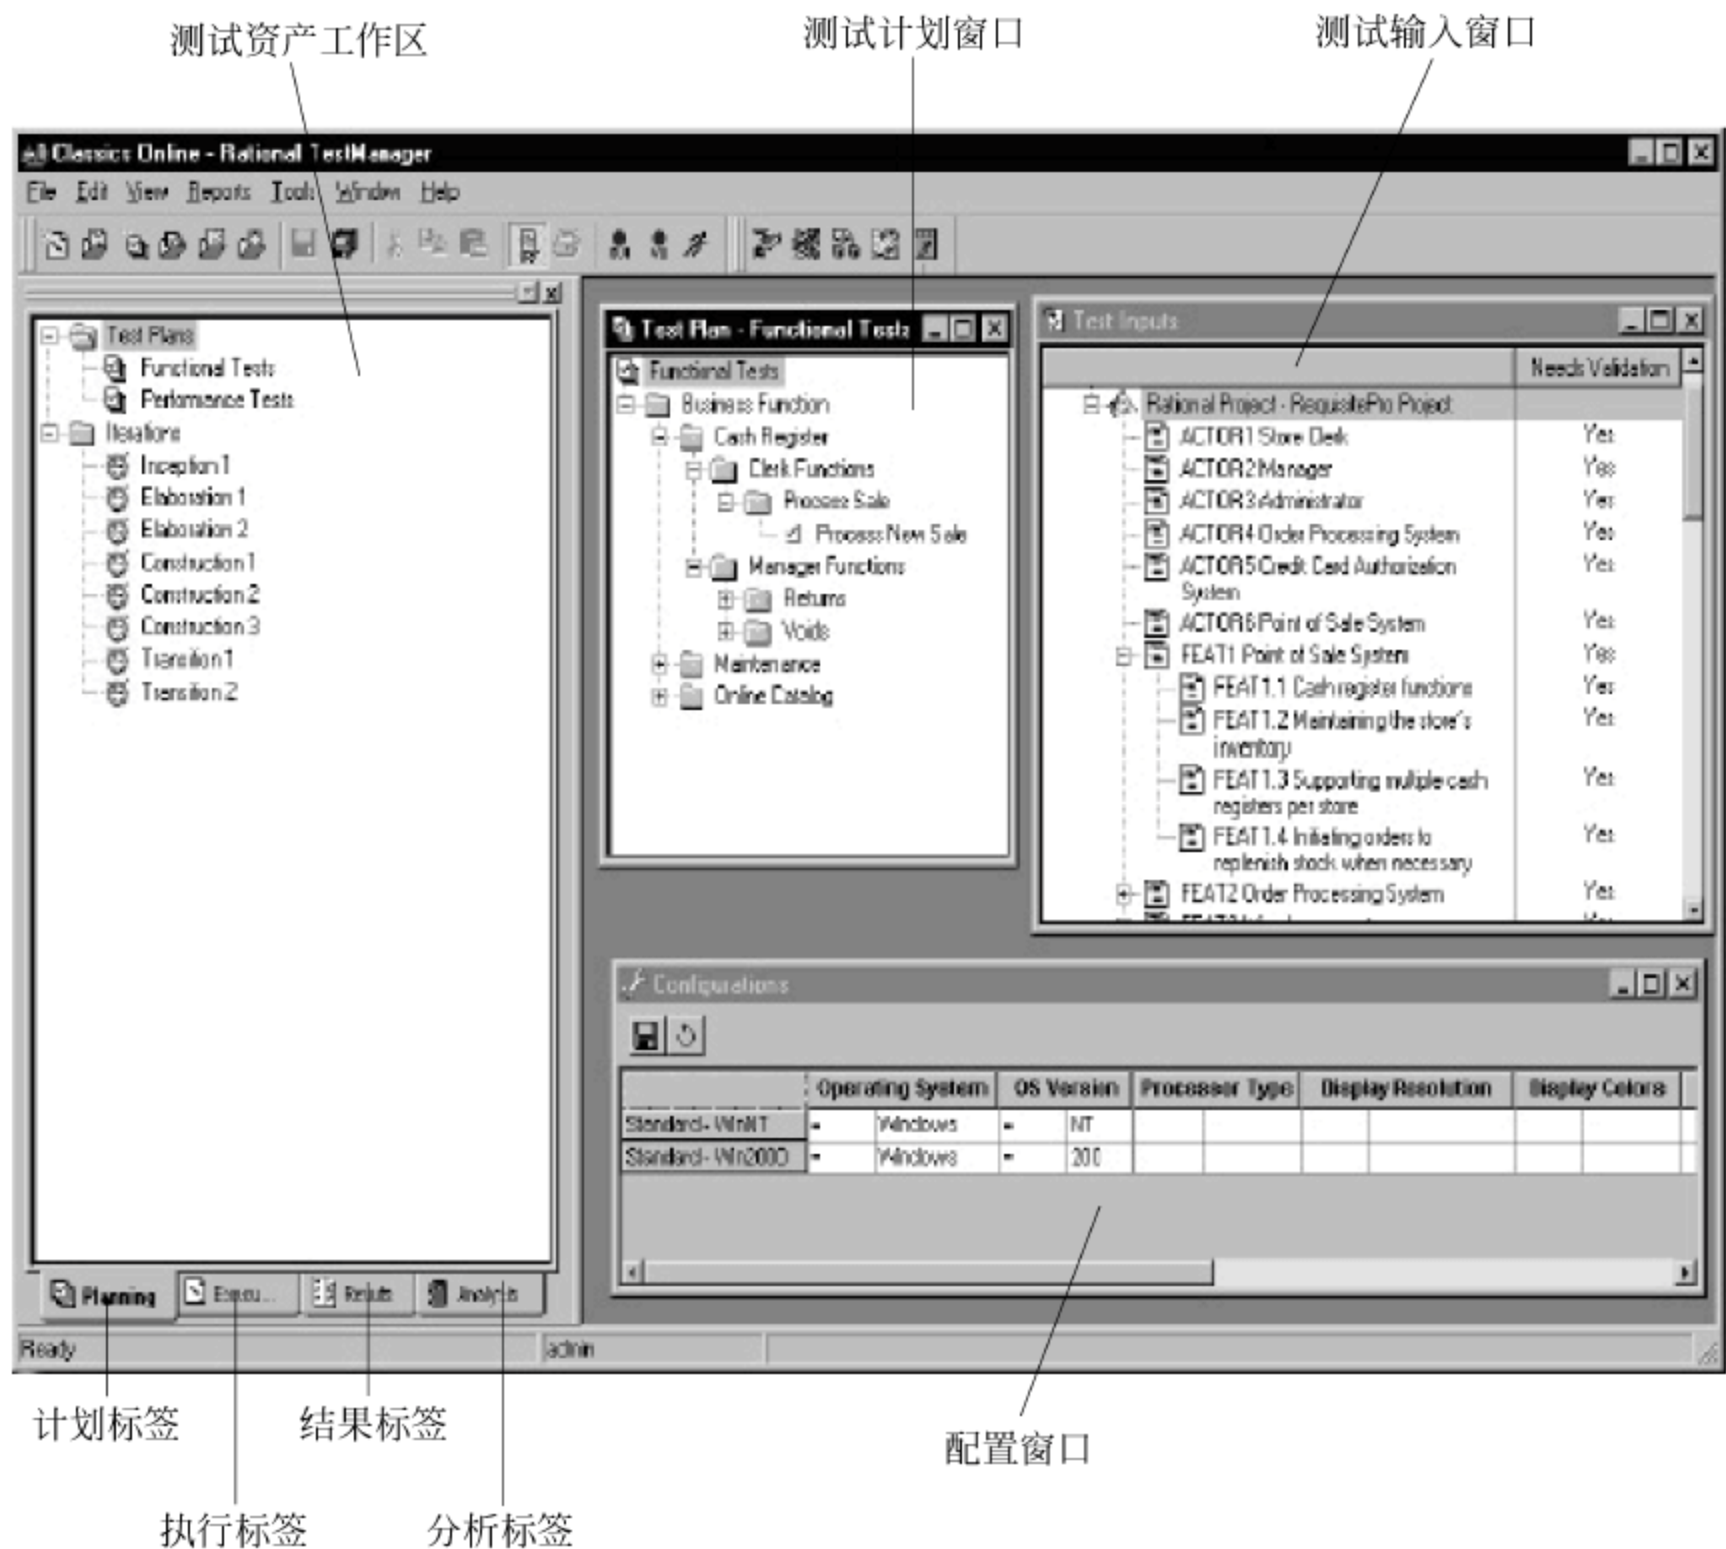 测试资产工作区
测试计划窗口
测试输入窗口
Classics Online - Rational TestManager
File Edit View Reports Tools Window Help
Test Plans
Functional Tests
Performance Tests
Iterations
Inception 1
Elaboration 1
Elaboration 2
Construction 1
Construction 2
Construction 3
Transition 1
Transition 2
Planning
Execu...
Results
Analysis
Test Plan - Functional Tests
Functional Tests
Business Function
Cash Register
Clerk Functions
Process Sale
Process New Sale
Manager Functions
Returns
Voids
Maintenance
Online Catalog
Test Inputs
Needs Validation
Rational Project - RequisitePro Project
ACTOR1 Store Clerk Yes
ACTOR2 Manager Yes
ACTOR3 Administrator Yes
ACTOR4 Order Processing System Yes
ACTOR5 Credit Card Authorization Yes
System
ACTOR6 Point of Sale System Yes
FEAT1 Point of Sale System Yes
FEAT1.1 Cash register functions Yes
FEAT1.2 Maintaining the store's Yes
inventory
FEAT1.3 Supporting multiple cash Yes
registers per store
FEAT1.4 Initiating orders to Yes
replenish stock when necessary
FEAT2 Order Processing System Yes
Configurations
Operating System OS Version Processor Type Display Resolution Display Colors
Standard - WinNT = Windows = NT
Standard - Win2000 = Windows = 200
Ready admin
计划标签
结果标签
配置窗口
执行标签
分析标签